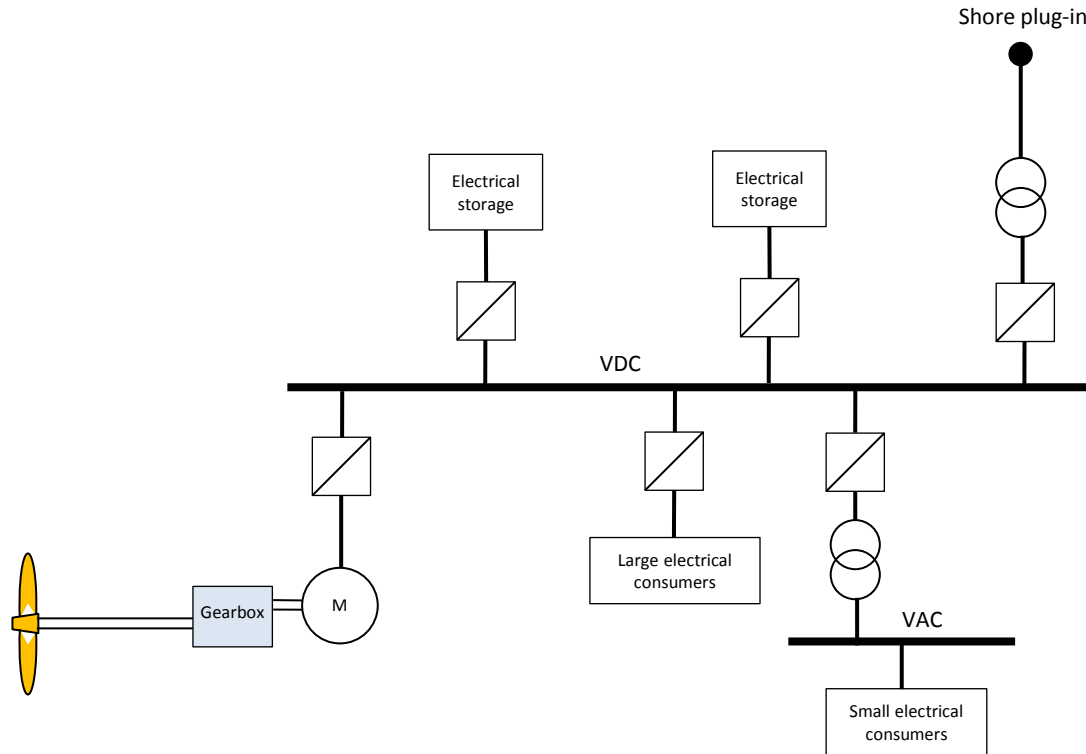 Shore plug-in
Electrical
storage
Electrical
storage
VDC
Large electrical
consumers
Gearbox
M
VAC
Small electrical
consumers